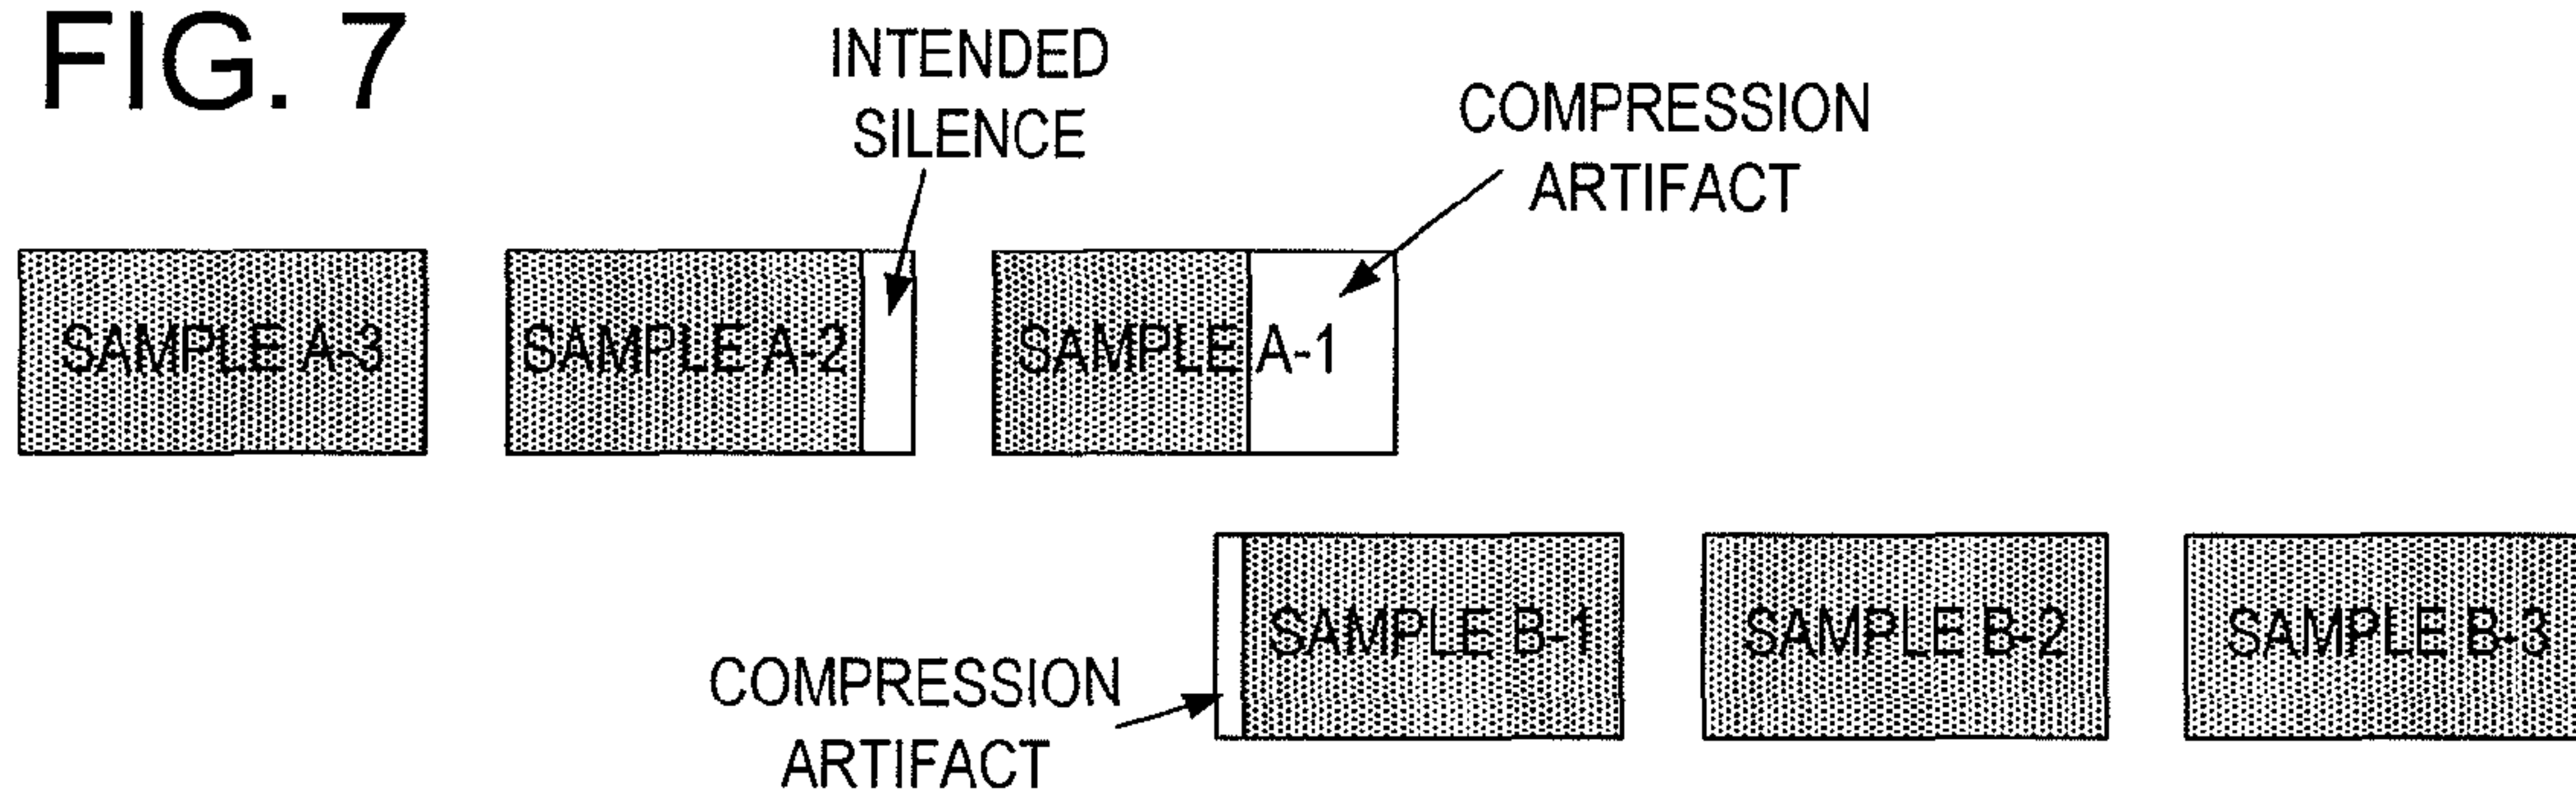 FIG. 7
INTENDED
SILENCE
COMPRESSION
ARTIFACT
SAMPLE A-3
SAMPLE A-2
SAMPLE A-1
SAMPLE B-1
SAMPLE B-2
SAMPLE B-3
COMPRESSION
ARTIFACT